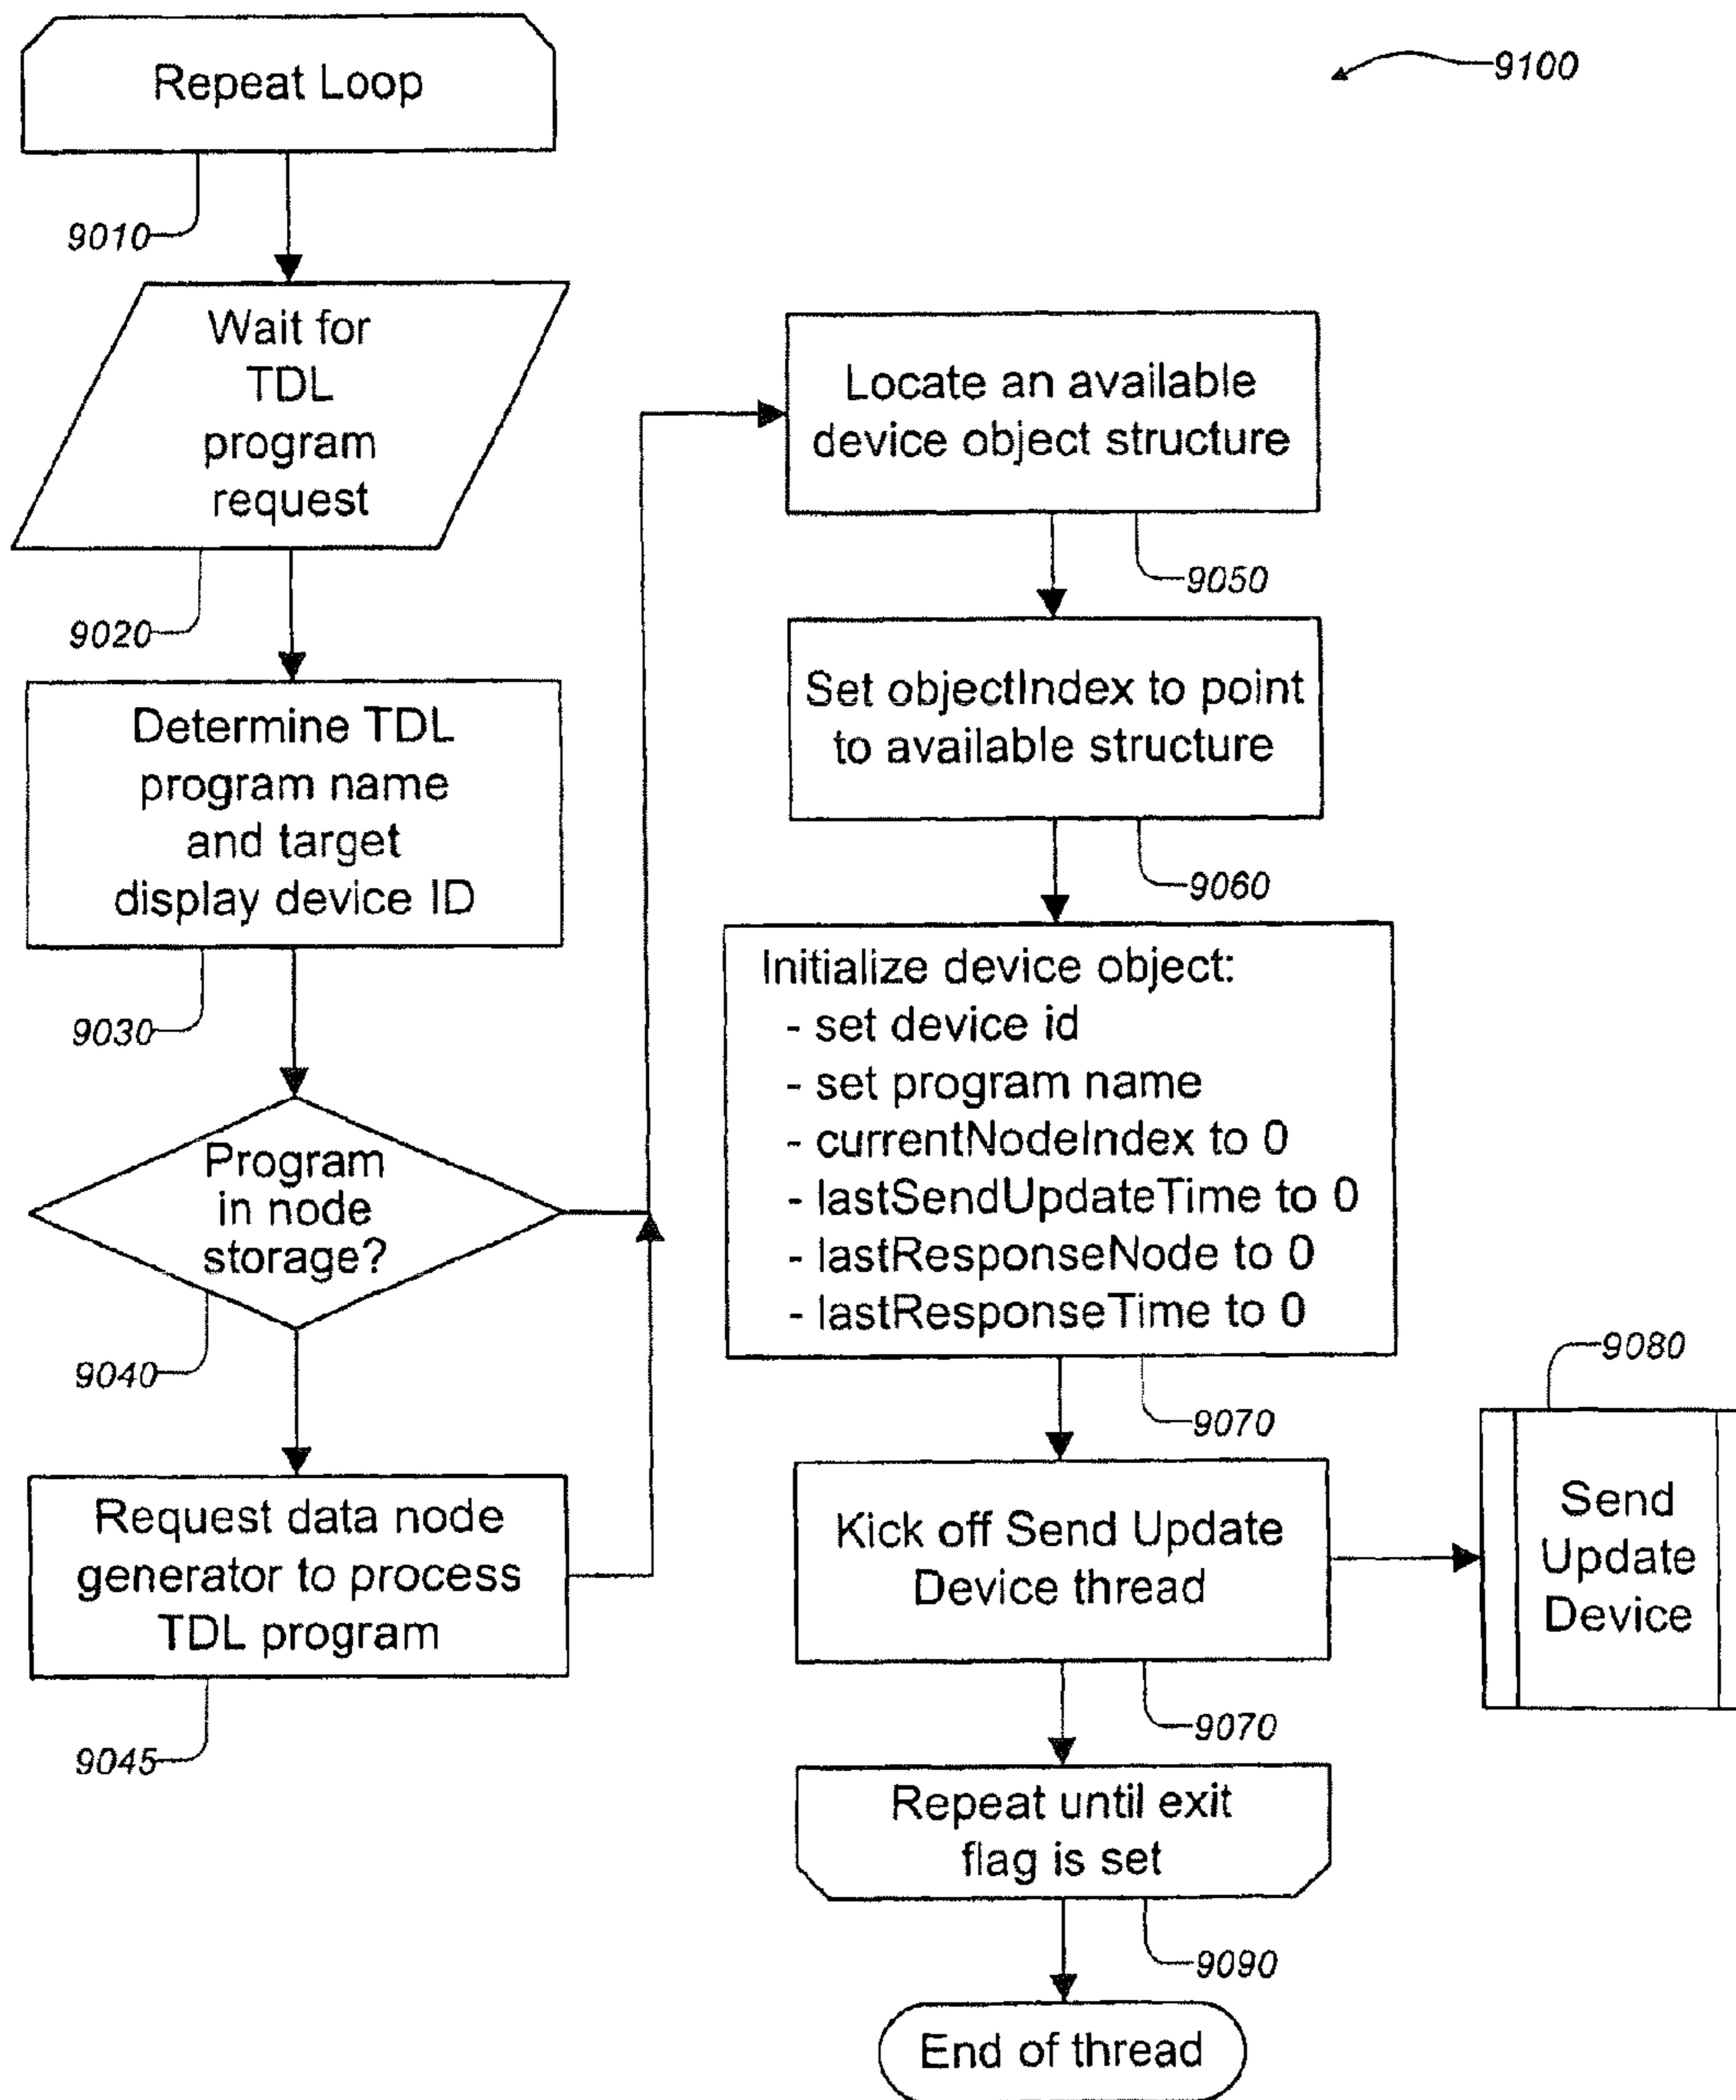 Repeat Loop
9100
9010
Wait for
TDL
program
request
9020
Determine TDL
program name
and target
display device ID
9030
Program
in node
storage?
9040
Request data node
generator to process
TDL program
9045
Locate an available
device object structure
9050
Set objectIndex to point
to available structure
9060
Initialize device object:
- set device id
- set program name
- currentNodeIndex to 0
- lastSendUpdateTime to 0
- lastResponseNode to 0
- lastResponseTime to 0
9070
Kick off Send Update
Device thread
9070
9080
Send
Update
Device
Repeat until exit
flag is set
9090
End of thread